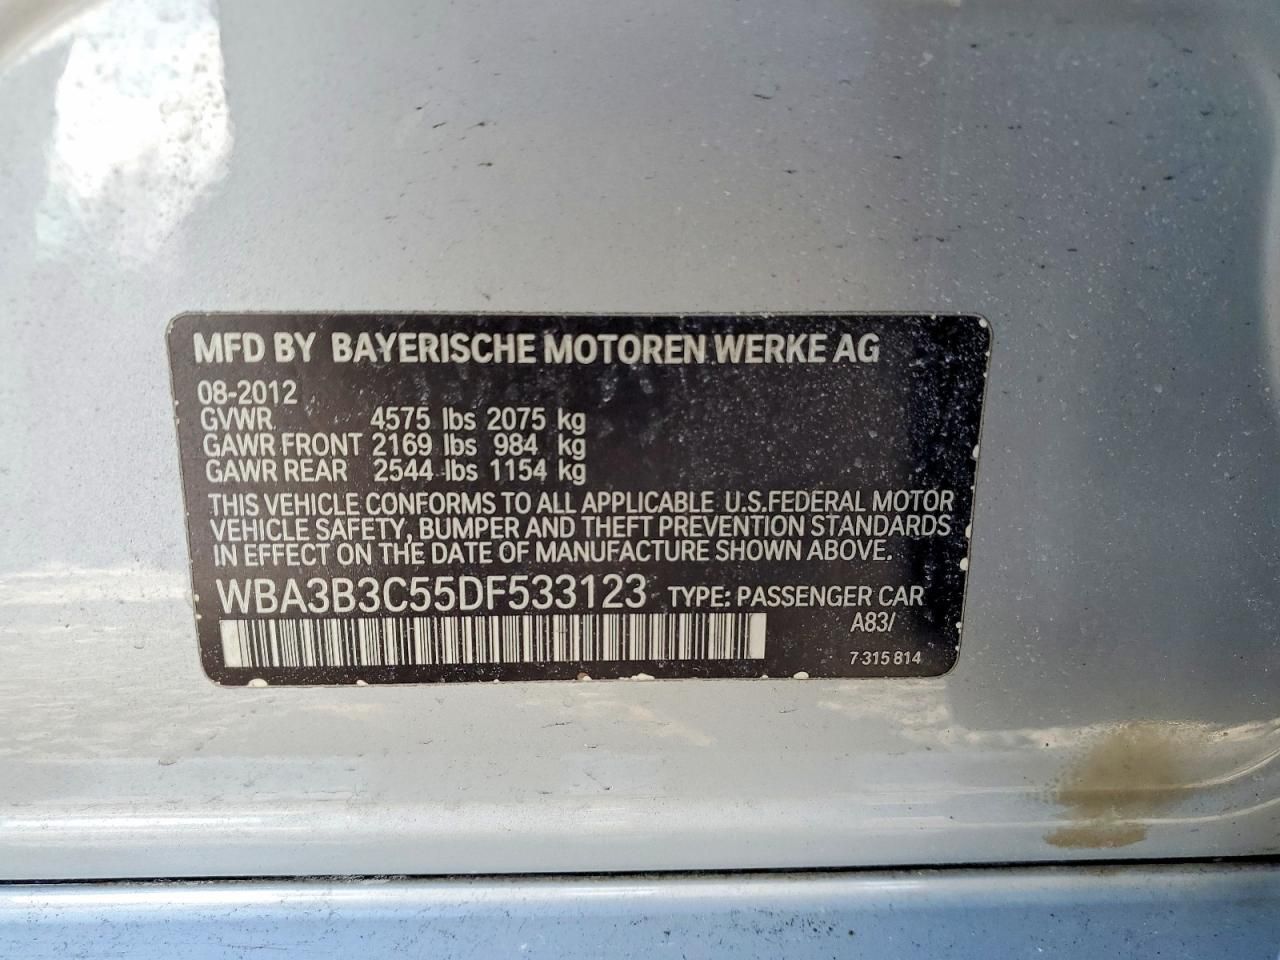 MFD BY BAYERISCHE MOTOREN WERKE AG
08-2012
GVWR 4575 lbs 2075 kg
GAWR FRONT 2169 lbs 984 kg
GAWR REAR 2544 lbs 1154 kg
THIS VEHICLE CONFORMS TO ALL APPLICABLE U.S.FEDERAL MOTOR
VEHICLE SAFETY, BUMPER AND THEFT PREVENTION STANDARDS
IN EFFECT ON THE DATE OF MANUFACTURE SHOWN ABOVE.
WBA3B3C55DF533123 TYPE: PASSENGER CAR
A83/
7 315 814